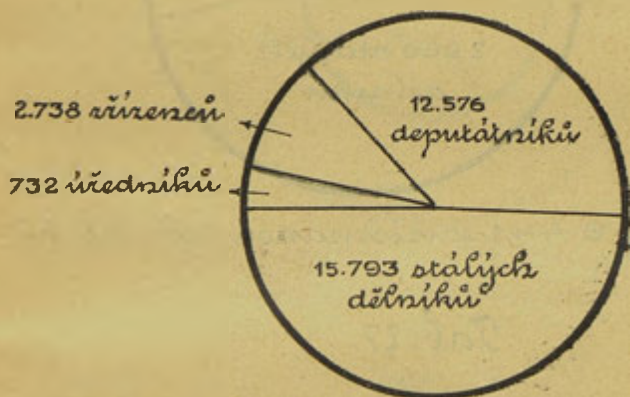 2.738 zřízenců
12.576
deputátníků
732 úředníků
15.793 stálých
dělníků